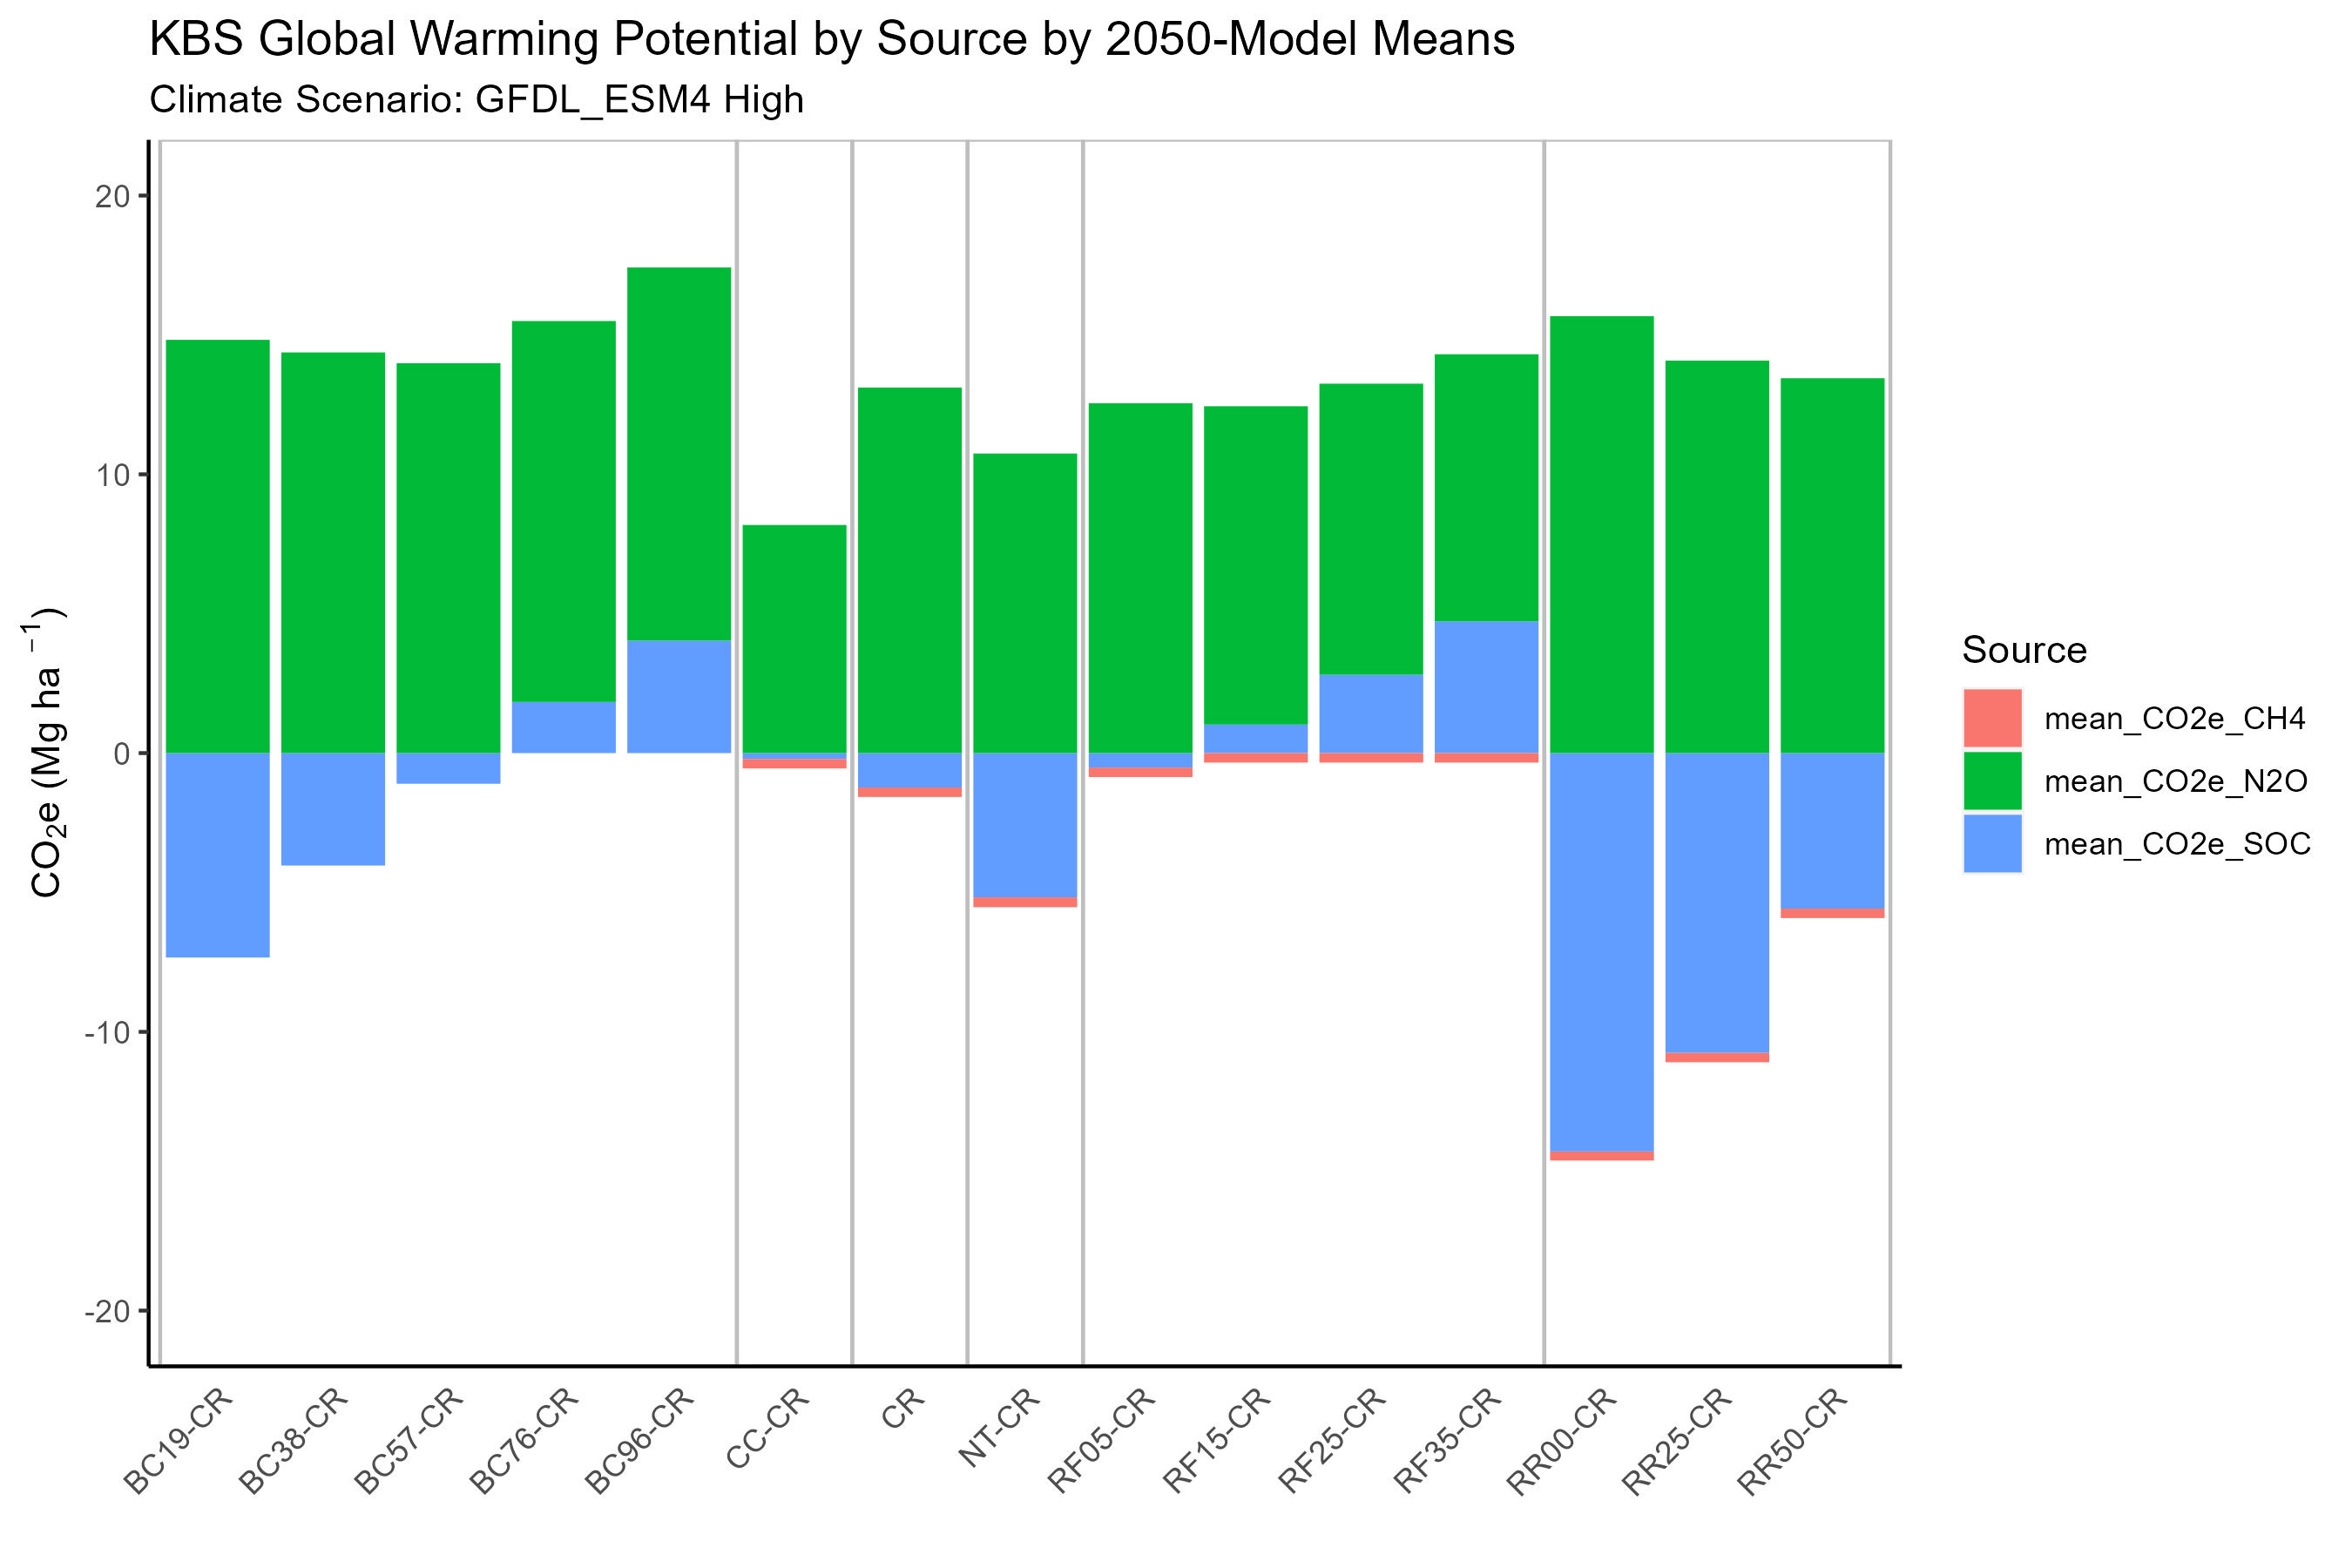 KBS Global Warming Potential by Source by 2050-Model Means
Climate Scenario: GFDL_ESM4 High
20
10
0
-10
-20
CO₂e (Mg ha ⁻¹)
BC19-CR
BC38-CR
BC57-CR
BC76-CR
BC96-CR
CC-CR
CR
NT-CR
RF05-CR
RF15-CR
RF25-CR
RF35-CR
RR00-CR
RR25-CR
RR50-CR
Source
mean_CO2e_CH4
mean_CO2e_N2O
mean_CO2e_SOC